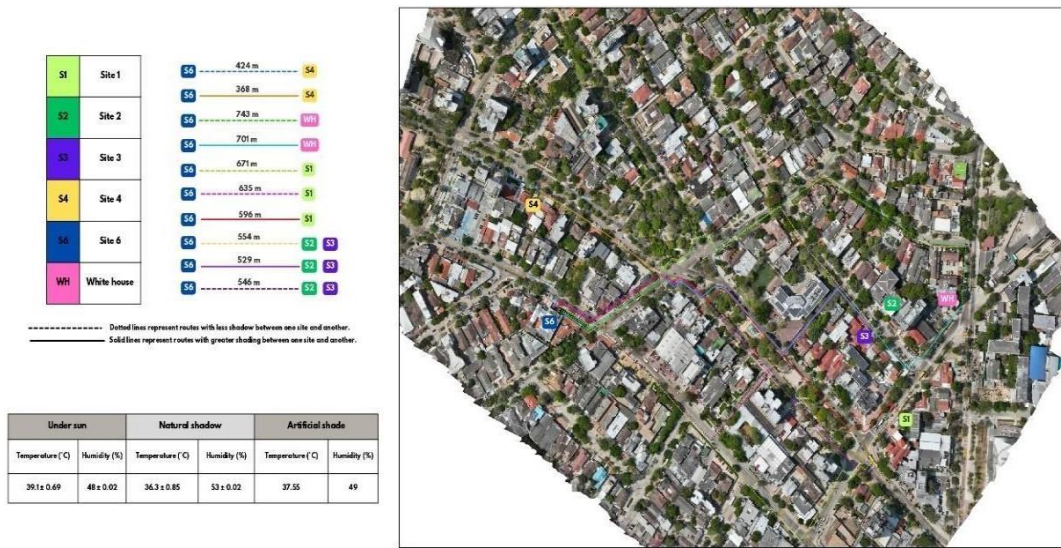 S1 Site 1
S2 Site 2
S3 Site 3
S4 Site 4
S6 Site 6
WH White house
S6 424 m S4
S6 368 m S4
S6 743 m WH
S6 701 m WH
S6 671 m S1
S6 635 m S1
S6 596 m S1
S6 554 m S2 S3
S6 529 m S2 S3
S6 546 m S2 S3
Dotted lines represent routes with less shadow between one site and another.
Solid lines represent routes with greater shading between one site and another.
Under sun Natural shadow Artificial shade
Temperature (°C) Humidity (%) Temperature (°C) Humidity (%) Temperature (°C) Humidity (%)
39.1± 0.69 48 ± 0.02 36.3 ± 0.85 53 ± 0.02 37.55 49
S4
S6
S2
WH
S3
S1